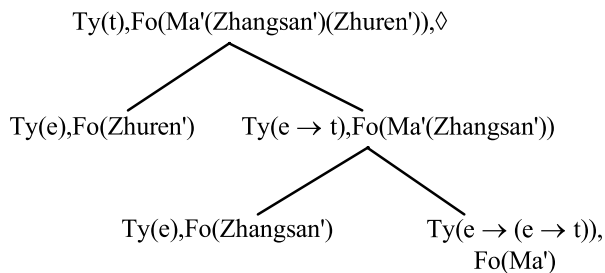 Ty(t),Fo(Ma'(Zhangsan')(Zhuren')),◊
Ty(e),Fo(Zhuren') Ty(e → t),Fo(Ma'(Zhangsan'))
Ty(e),Fo(Zhangsan') Ty(e → (e → t)),
Fo(Ma')